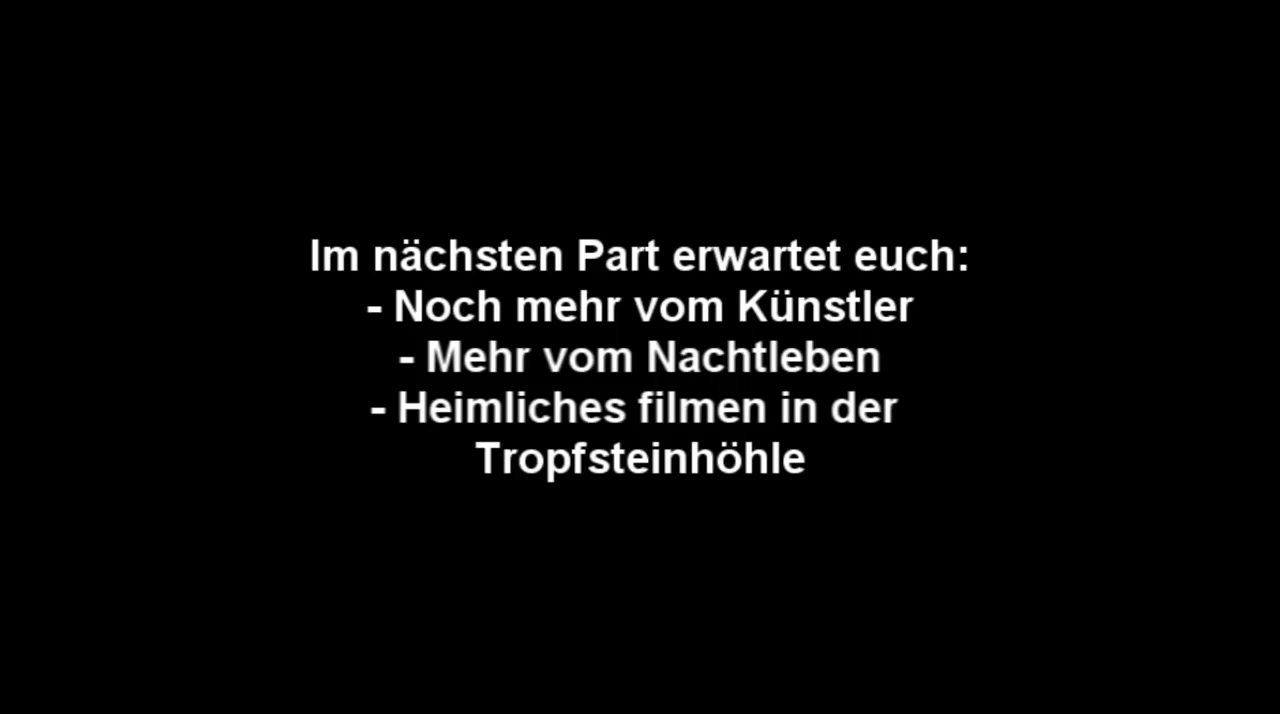 Im nächsten Part erwartet euch:
- Noch mehr vom Künstler
- Mehr vom Nachtleben
- Heimliches filmen in der
Tropfsteinhöhle